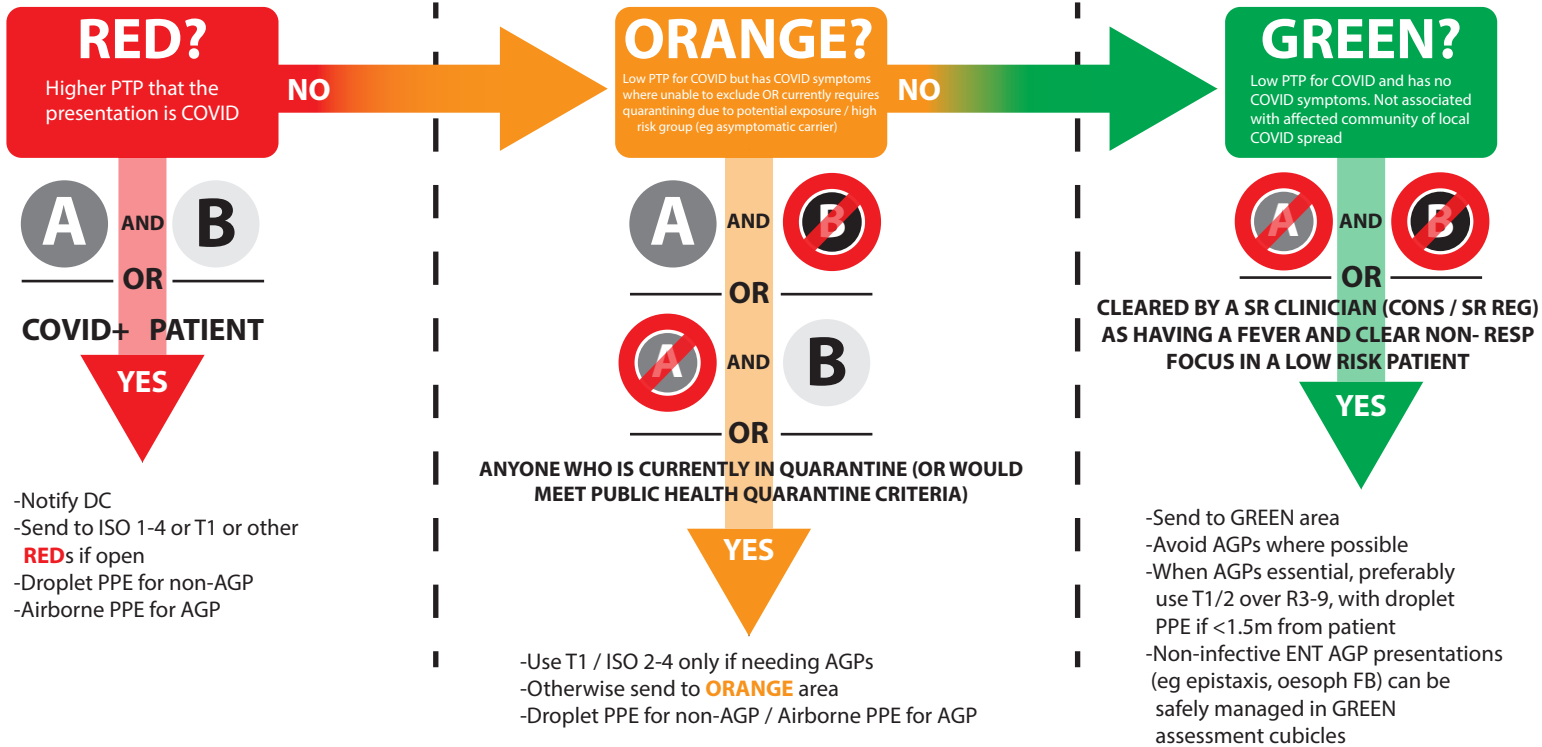 RED?
Higher PTP that the
presentation is COVID
NO
A AND B
OR
COVID+ PATIENT
YES
-Notify DC
-Send to ISO 1-4 or T1 or other
REDs if open
-Droplet PPE for non-AGP
-Airborne PPE for AGP
ORANGE?
Low PTP for COVID but has COVID symptoms
where unable to exclude OR currently requires
quarantining due to potential exposure / high
risk group (eg asymptomatic carrier)
NO
A AND B
OR
A AND B
OR
ANYONE WHO IS CURRENTLY IN QUARANTINE (OR WOULD
MEET PUBLIC HEALTH QUARANTINE CRITERIA)
YES
-Use T1 / ISO 2-4 only if needing AGPs
-Otherwise send to ORANGE area
-Droplet PPE for non-AGP / Airborne PPE for AGP
GREEN?
Low PTP for COVID and has no
COVID symptoms. Not associated
with affected community of local
COVID spread
A AND B
OR
CLEARED BY A SR CLINICIAN (CONS / SR REG)
AS HAVING A FEVER AND CLEAR NON- RESP
FOCUS IN A LOW RISK PATIENT
YES
-Send to GREEN area
-Avoid AGPs where possible
-When AGPs essential, preferably
use T1/2 over R3-9, with droplet
PPE if <1.5m from patient
-Non-infective ENT AGP presentations
(eg epistaxis, oesoph FB) can be
safely managed in GREEN
assessment cubicles